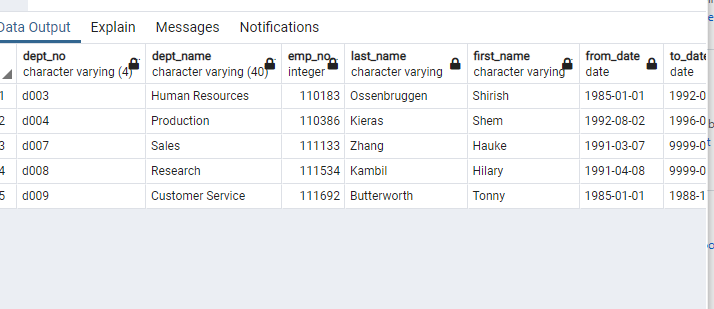 Data Output Explain Messages Notifications
dept_no dept_name emp_no last_name first_name from_date to_date
character varying (4) character varying (40) integer character varying character varying date date
1 d003 Human Resources 110183 Ossenbruggen Shirish 1985-01-01 1992-0
2 d004 Production 110386 Kieras Shem 1992-08-02 1996-0
3 d007 Sales 111133 Zhang Hauke 1991-03-07 9999-0
4 d008 Research 111534 Kambil Hilary 1991-04-08 9999-0
5 d009 Customer Service 111692 Butterworth Tonny 1985-01-01 1988-1